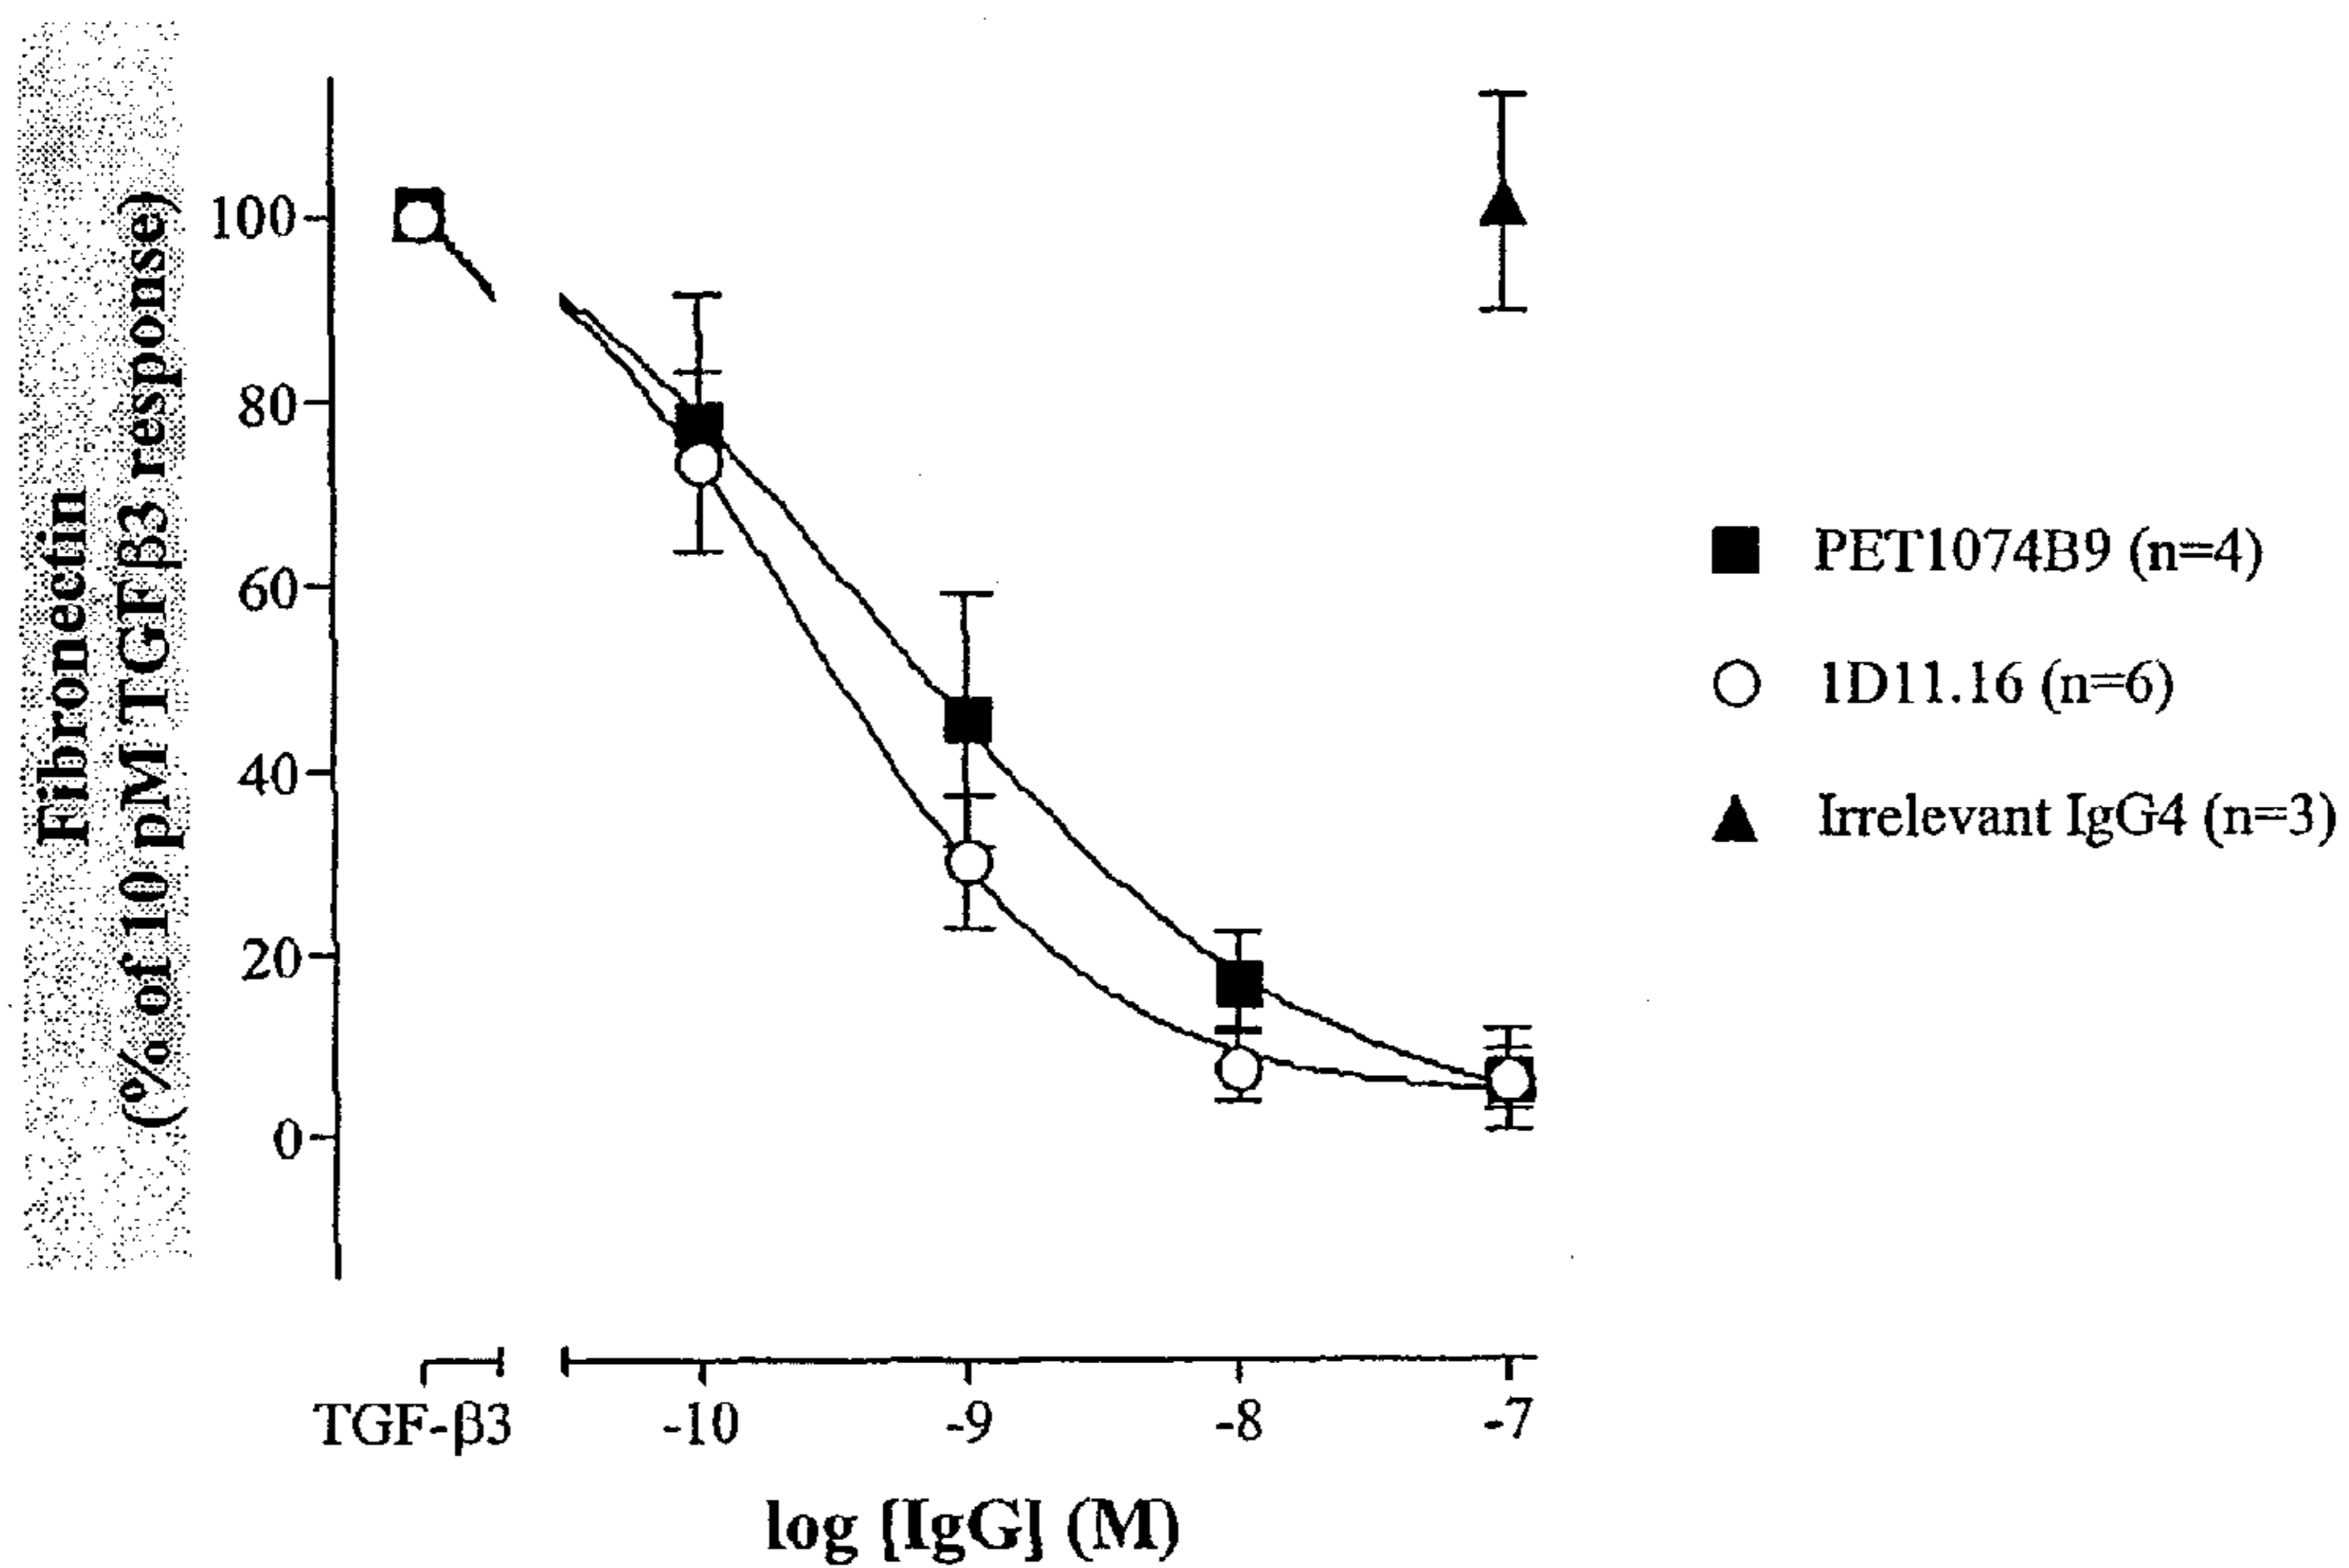 Fibronectin
(% of 10 pM TGFβ3 response)
100
80
60
40
20
0
TGF-β3
-10
-9
-8
-7
log [IgG] (M)
PET1074B9 (n=4)
1D11.16 (n=6)
Irrelevant IgG4 (n=3)